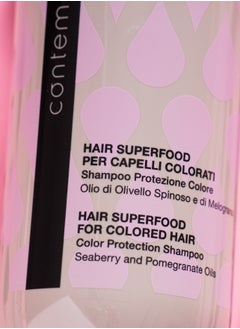 contem
HAIR SUPERFOOD
PER CAPELLI COLORATI
Shampoo Protezione Colore
Olio di Olivello Spinoso e di Melograno
HAIR SUPERFOOD
FOR COLORED HAIR
Color Protection Shampoo
Seaberry and Pomegranate Oils